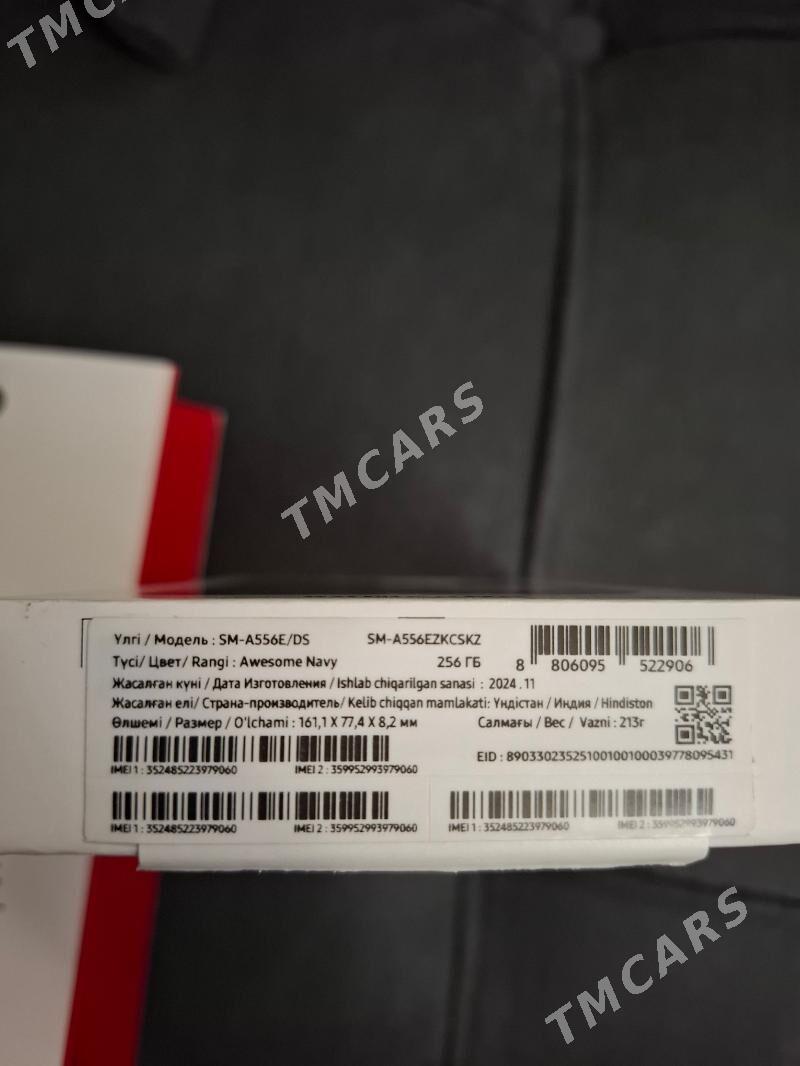 TMCARS
TMCARS
Үлгі / Модель : SM-A556E/DS SM-A556EZKCSKZ
Түсі/ Цвет/ Rangi : Awesome Navy 256 ГБ
8 806095 522906
Жасалған күні / Дата Изготовления / Ishlab chiqarilgan sanasi : 2024.11
Жасалған елі/ Страна-производитель/ Kelib chiqqan mamlakati: Үндістан / Индия / Hindiston
Өлшемі / Размер / O'lchami : 161,1 X 77,4 X 8,2 мм Салмағы / Вес / Vazni : 213г
EID : 89033023525100100100039778095431
IMEI 1 : 352485223979060 IMEI 2 : 359952993979060
IMEI 1 : 352485223979060 IMEI 2 : 359952993979060
IMEI 1 : 352485223979060 IMEI 2 : 359952993979060
TMCARS